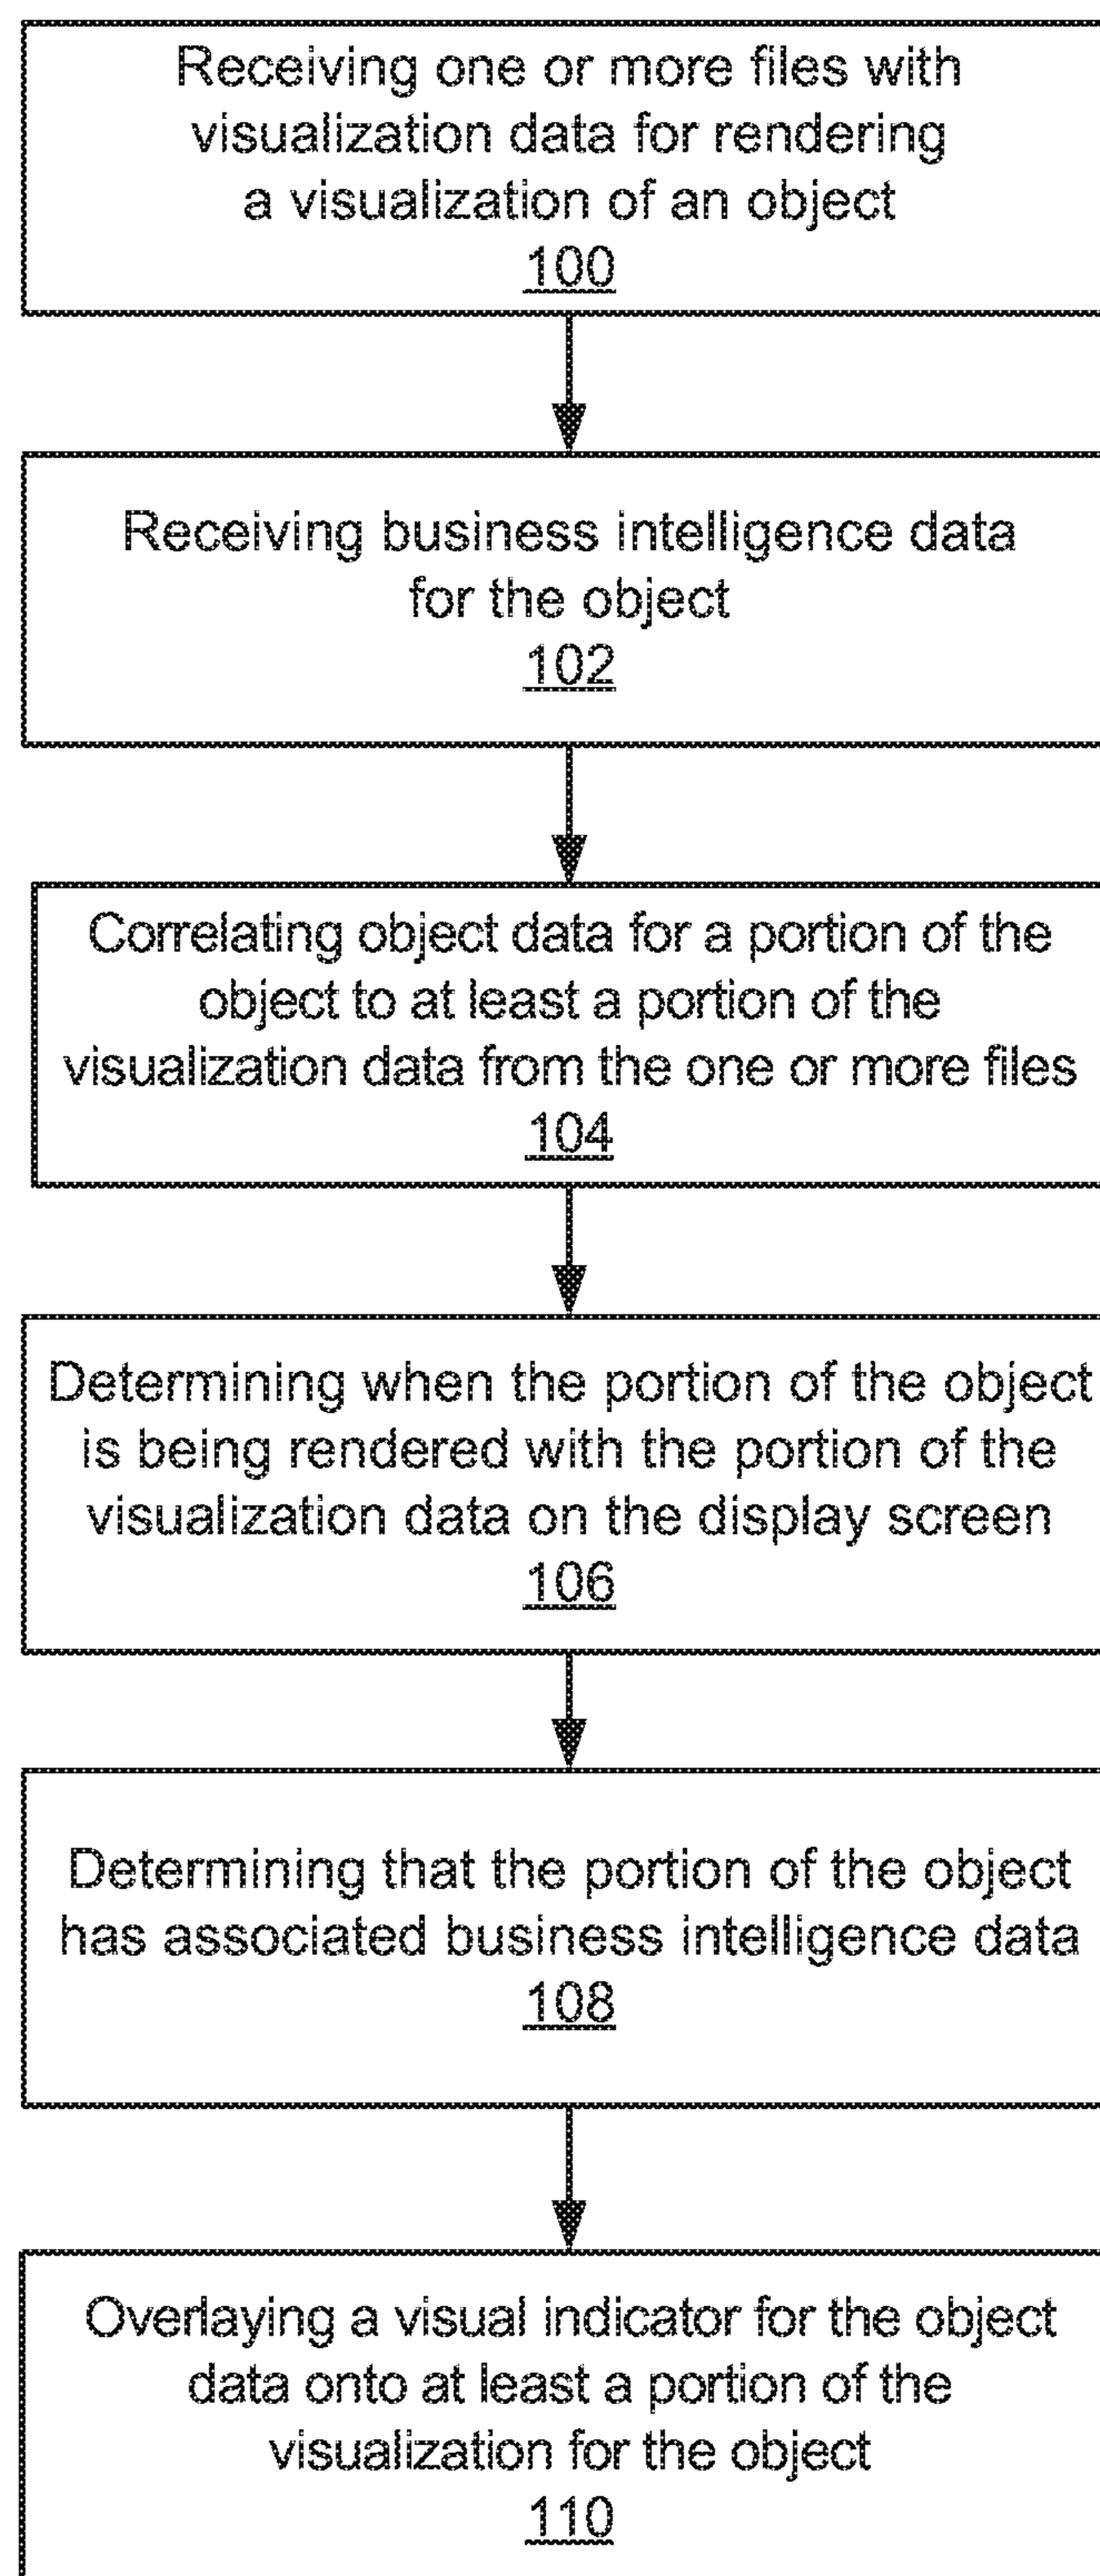 Receiving one or more files with
visualization data for rendering
a visualization of an object
100
Receiving business intelligence data
for the object
102
Correlating object data for a portion of the
object to at least a portion of the
visualization data from the one or more files
104
Determining when the portion of the object
is being rendered with the portion of the
visualization data on the display screen
106
Determining that the portion of the object
has associated business intelligence data
108
Overlaying a visual indicator for the object
data onto at least a portion of the
visualization for the object
110